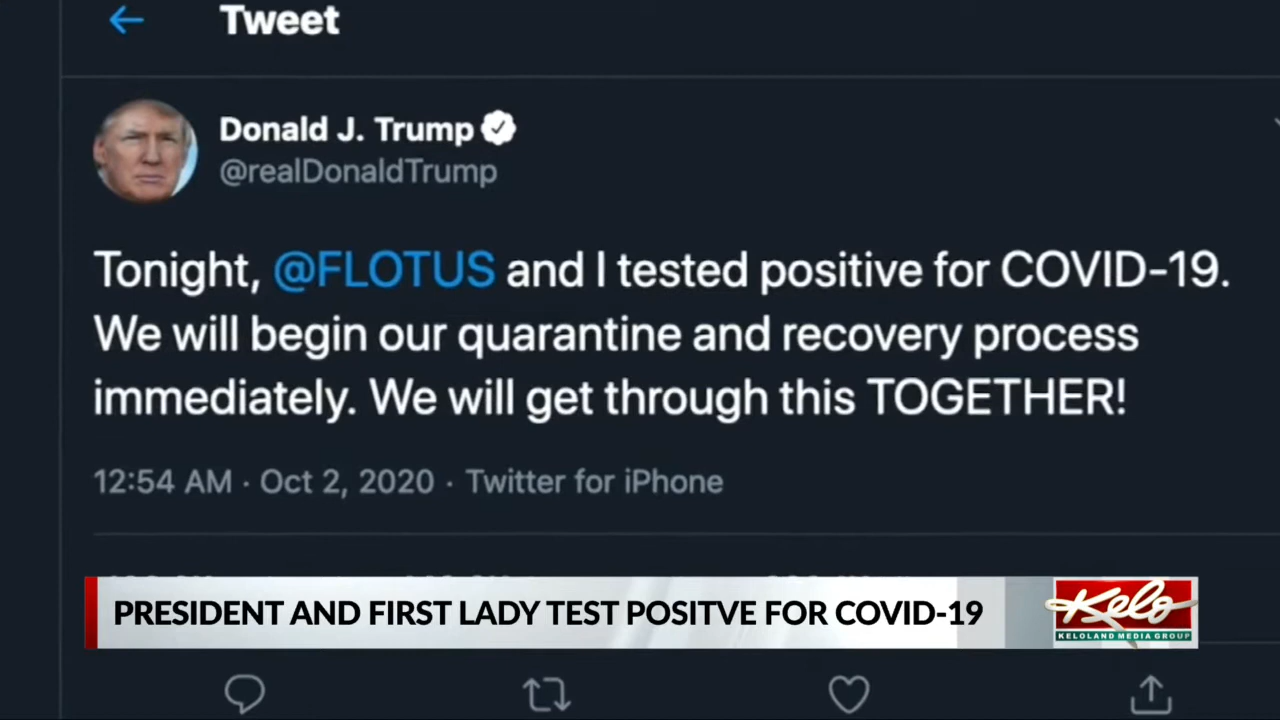 Tweet
Donald J. Trump
@realDonaldTrump
Tonight, @FLOTUS and I tested positive for COVID-19.
We will begin our quarantine and recovery process
immediately. We will get through this TOGETHER!
12:54 AM · Oct 2, 2020 · Twitter for iPhone
PRESIDENT AND FIRST LADY TEST POSITVE FOR COVID-19
Kelo
KELOLAND MEDIA GROUP